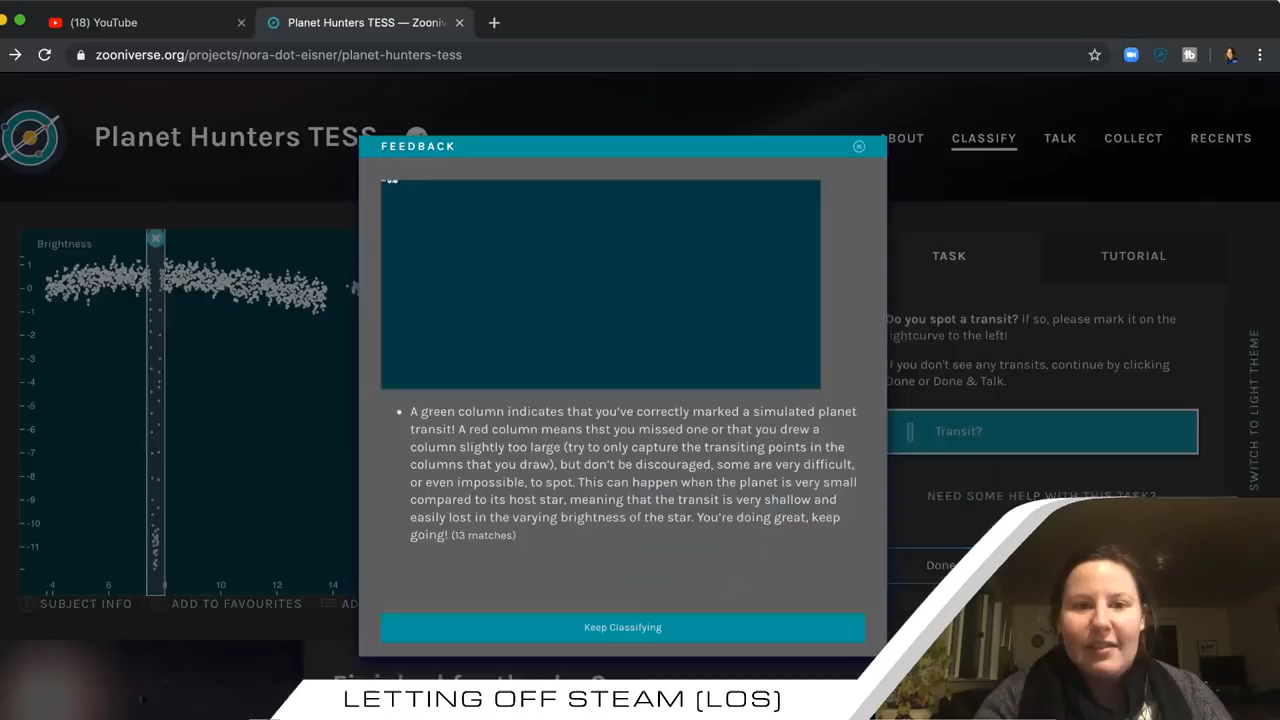 (18) YouTube
Planet Hunters TESS — Zooniv
zooniverse.org/projects/nora-dot-eisner/planet-hunters-tess
Planet Hunters TESS
ABOUT
CLASSIFY
TALK
COLLECT
RECENTS
FEEDBACK
Brightness
1
0
-1
-2
-3
-4
-5
-6
-7
-8
-9
-10
-11
4
6
8
10
12
14
SUBJECT INFO
ADD TO FAVOURITES
AD
A green column indicates that you've correctly marked a simulated planet
transit! A red column means thst you missed one or that you drew a
column slightly too large (try to only capture the transiting points in the
columns that you draw), but don't be discouraged, some are very difficult,
or even impossible, to spot. This can happen when the planet is very small
compared to its host star, meaning that the transit is very shallow and
easily lost in the varying brightness of the star. You're doing great, keep
going! (13 matches)
Keep Classifying
TASK
TUTORIAL
Do you spot a transit? If so, please mark it on the
lightcurve to the left!
If you don't see any transits, continue by clicking
Done or Done & Talk.
Transit?
NEED SOME HELP WITH THIS TASK?
Done
SWITCH TO LIGHT THEME
LETTING OFF STEAM (LOS)